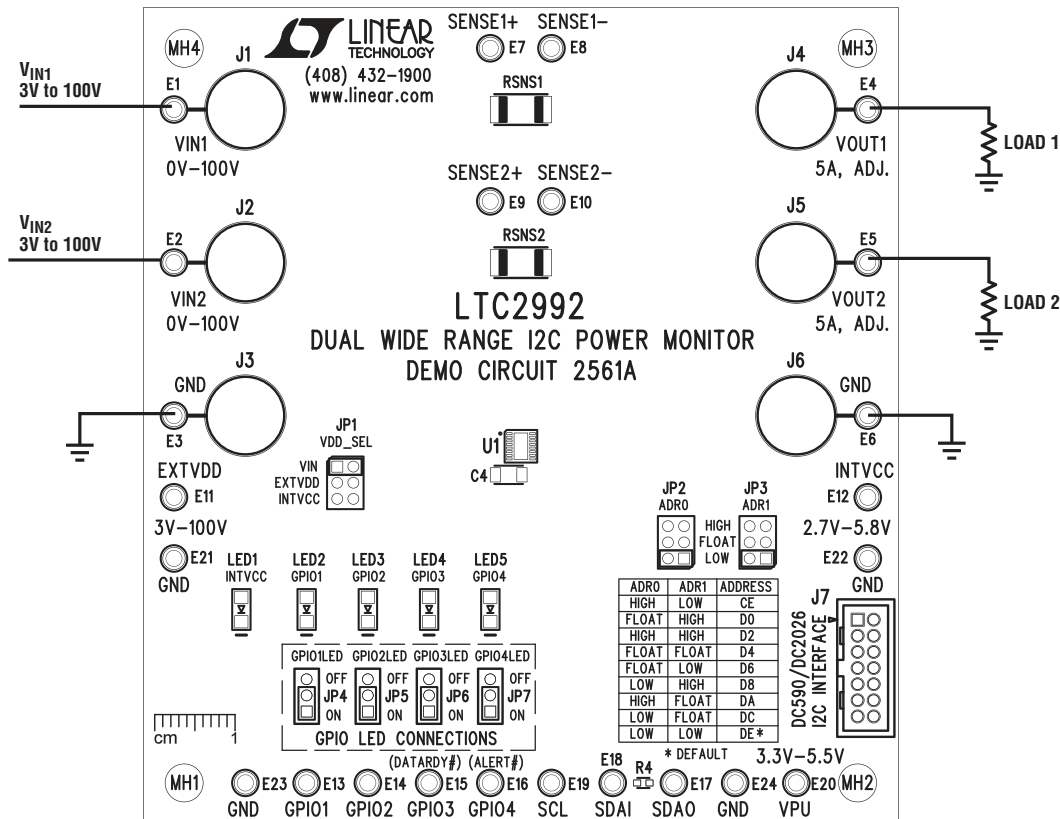 MH4
LINEAR
TECHNOLOGY
(408) 432-1900
www.linear.com
SENSE1+ SENSE1-
E7 E8
MH3
J1
J4
VIN1
3V to 100V
E1
RSNS1
E4
LOAD 1
VIN1
0V-100V
VOUT1
5A, ADJ.
SENSE2+ SENSE2-
E9 E10
J2
J5
VIN2
3V to 100V
E2
RSNS2
E5
LOAD 2
VIN2
0V-100V
VOUT2
5A, ADJ.
LTC2992
DUAL WIDE RANGE I2C POWER MONITOR
DEMO CIRCUIT 2561A
J3
J6
GND
GND
E3
E6
JP1
VDD_SEL
VIN
EXTVDD
INTVCC
U1
C4
EXTVDD
E11
3V-100V
E21
GND
INTVCC
E12
2.7V-5.8V
E22
GND
JP2
ADR0
JP3
ADR1
HIGH
FLOAT
LOW
LED1 LED2 LED3 LED4 LED5
INTVCC GPIO1 GPIO2 GPIO3 GPIO4
ADR0 ADR1 ADDRESS
HIGH LOW CE
FLOAT HIGH D0
HIGH HIGH D2
FLOAT FLOAT D4
FLOAT LOW D6
LOW HIGH D8
HIGH FLOAT DA
LOW FLOAT DC
LOW LOW DE*
* DEFAULT
J7
DC590/DC2026
I2C INTERFACE
GPIO1LED GPIO2LED GPIO3LED GPIO4LED
OFF OFF OFF OFF
JP4 JP5 JP6 JP7
ON ON ON ON
GPIO LED CONNECTIONS
cm 1
(DATARDY#) (ALERT#)
3.3V-5.5V
MH1
E23 E13 E14 E15 E16 E19 E18 R4 E17 E24 E20
MH2
GND GPIO1 GPIO2 GPIO3 GPIO4 SCL SDAI SDAO GND VPU